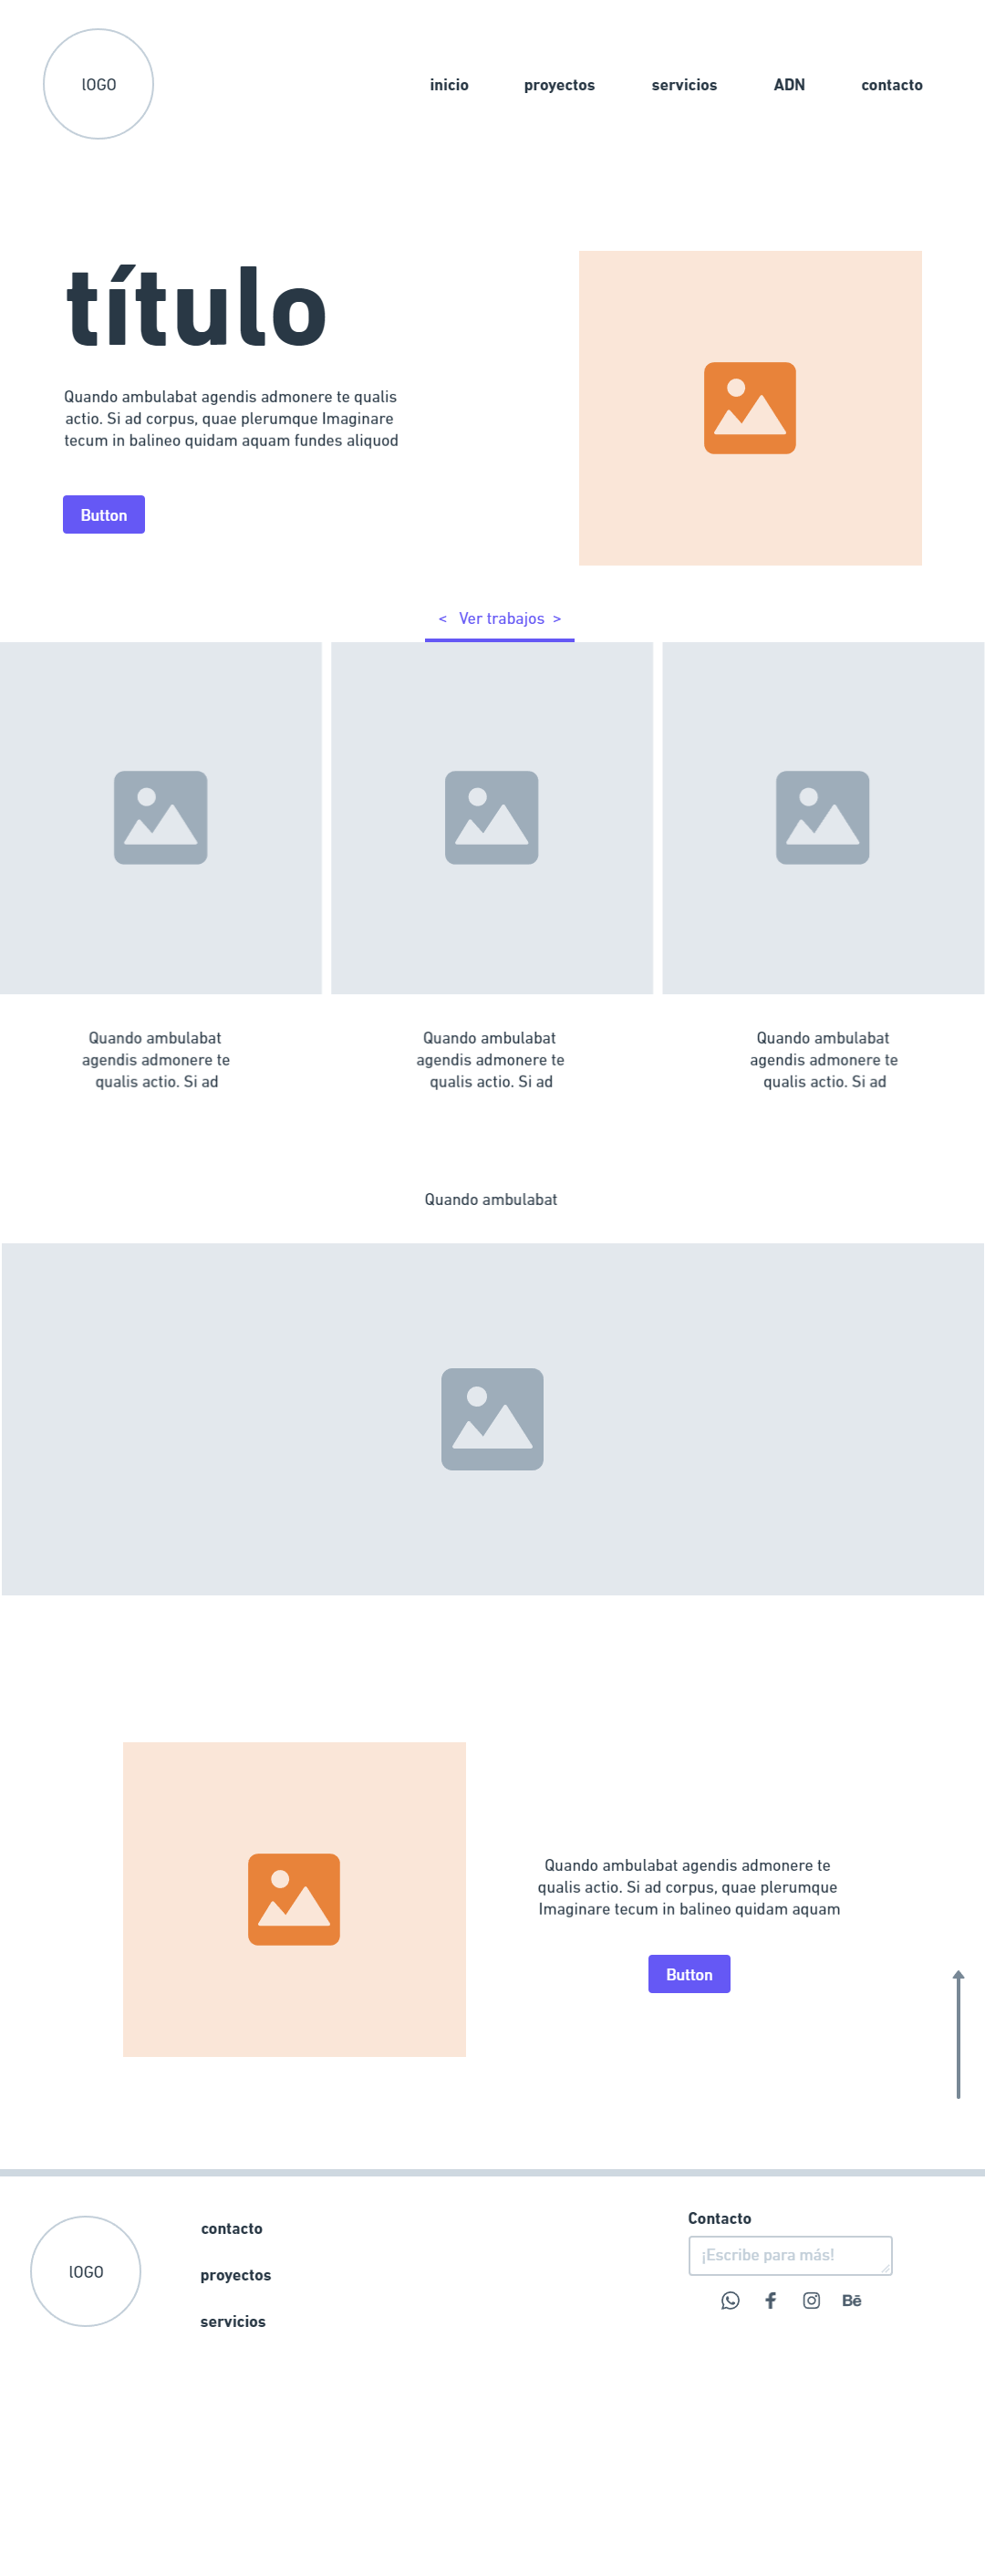 lOGO
inicio
proyectos
servicios
ADN
contacto
título
Quando ambulabat agendis admonere te qualis
actio. Si ad corpus, quae plerumque Imaginare
tecum in balineo quidam aquam fundes aliquod
Button
< Ver trabajos >
Quando ambulabat
agendis admonere te
qualis actio. Si ad
Quando ambulabat
agendis admonere te
qualis actio. Si ad
Quando ambulabat
agendis admonere te
qualis actio. Si ad
Quando ambulabat
Quando ambulabat agendis admonere te
qualis actio. Si ad corpus, quae plerumque
Imaginare tecum in balineo quidam aquam
Button
lOGO
contacto
proyectos
servicios
Contacto
¡Escribe para más!
Bē